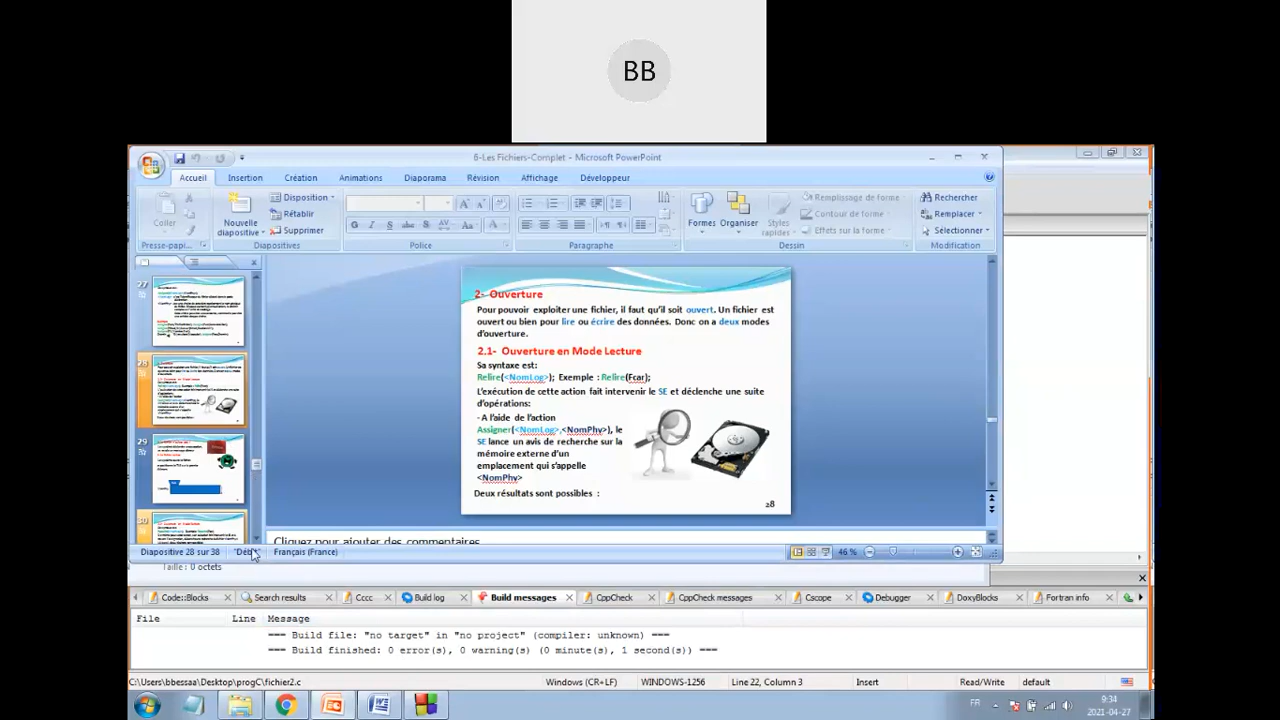 BB
6-Les Fichiers-Complet - Microsoft PowerPoint
Accueil Insertion Création Animations Diaporama Révision Affichage Développeur
Coller
Nouvelle diapositive
Disposition
Rétablir
Supprimer
Formes Organiser Styles rapides
Remplissage de forme
Contour de forme
Effets sur la forme
Rechercher
Remplacer
Sélectionner
Presse-papi... Diapositives Police Paragraphe Dessin Modification
27
28
29
30
2- Ouverture
Pour pouvoir exploiter une fichier, il faut qu'il soit ouvert. Un fichier est
ouvert ou bien pour lire ou écrire des données. Donc on a deux modes
d'ouverture.
2.1- Ouverture en Mode Lecture
Sa syntaxe est:
Relire(<NomLog>); Exemple : Relire(Fcar);
L'exécution de cette action fait intervenir le SE et déclenche une suite
d'opérations:
- A l'aide de l'action
Assigner(<NomLog>,<NomPhy>), le
SE lance un avis de recherche sur la
mémoire externe d'un
emplacement qui s'appelle
<NomPhy>
Deux résultats sont possibles :
28
Cliquez pour ajouter des commentaires
Diapositive 28 sur 38 Français (France) 46 %
Taille : 0 octets
Code::Blocks Search results Cccc Build log Build messages CppCheck CppCheck messages Cscope Debugger DoxyBlocks Fortran info
File Line Message
=== Build file: "no target" in "no project" (compiler: unknown) ===
=== Build finished: 0 error(s), 0 warning(s) (0 minute(s), 1 second(s)) ===
C:\Users\bbessaa\Desktop\progC\fichier2.c Windows (CR+LF) WINDOWS-1256 Line 22, Column 3 Insert Read/Write default
FR 9:34
2021-04-27